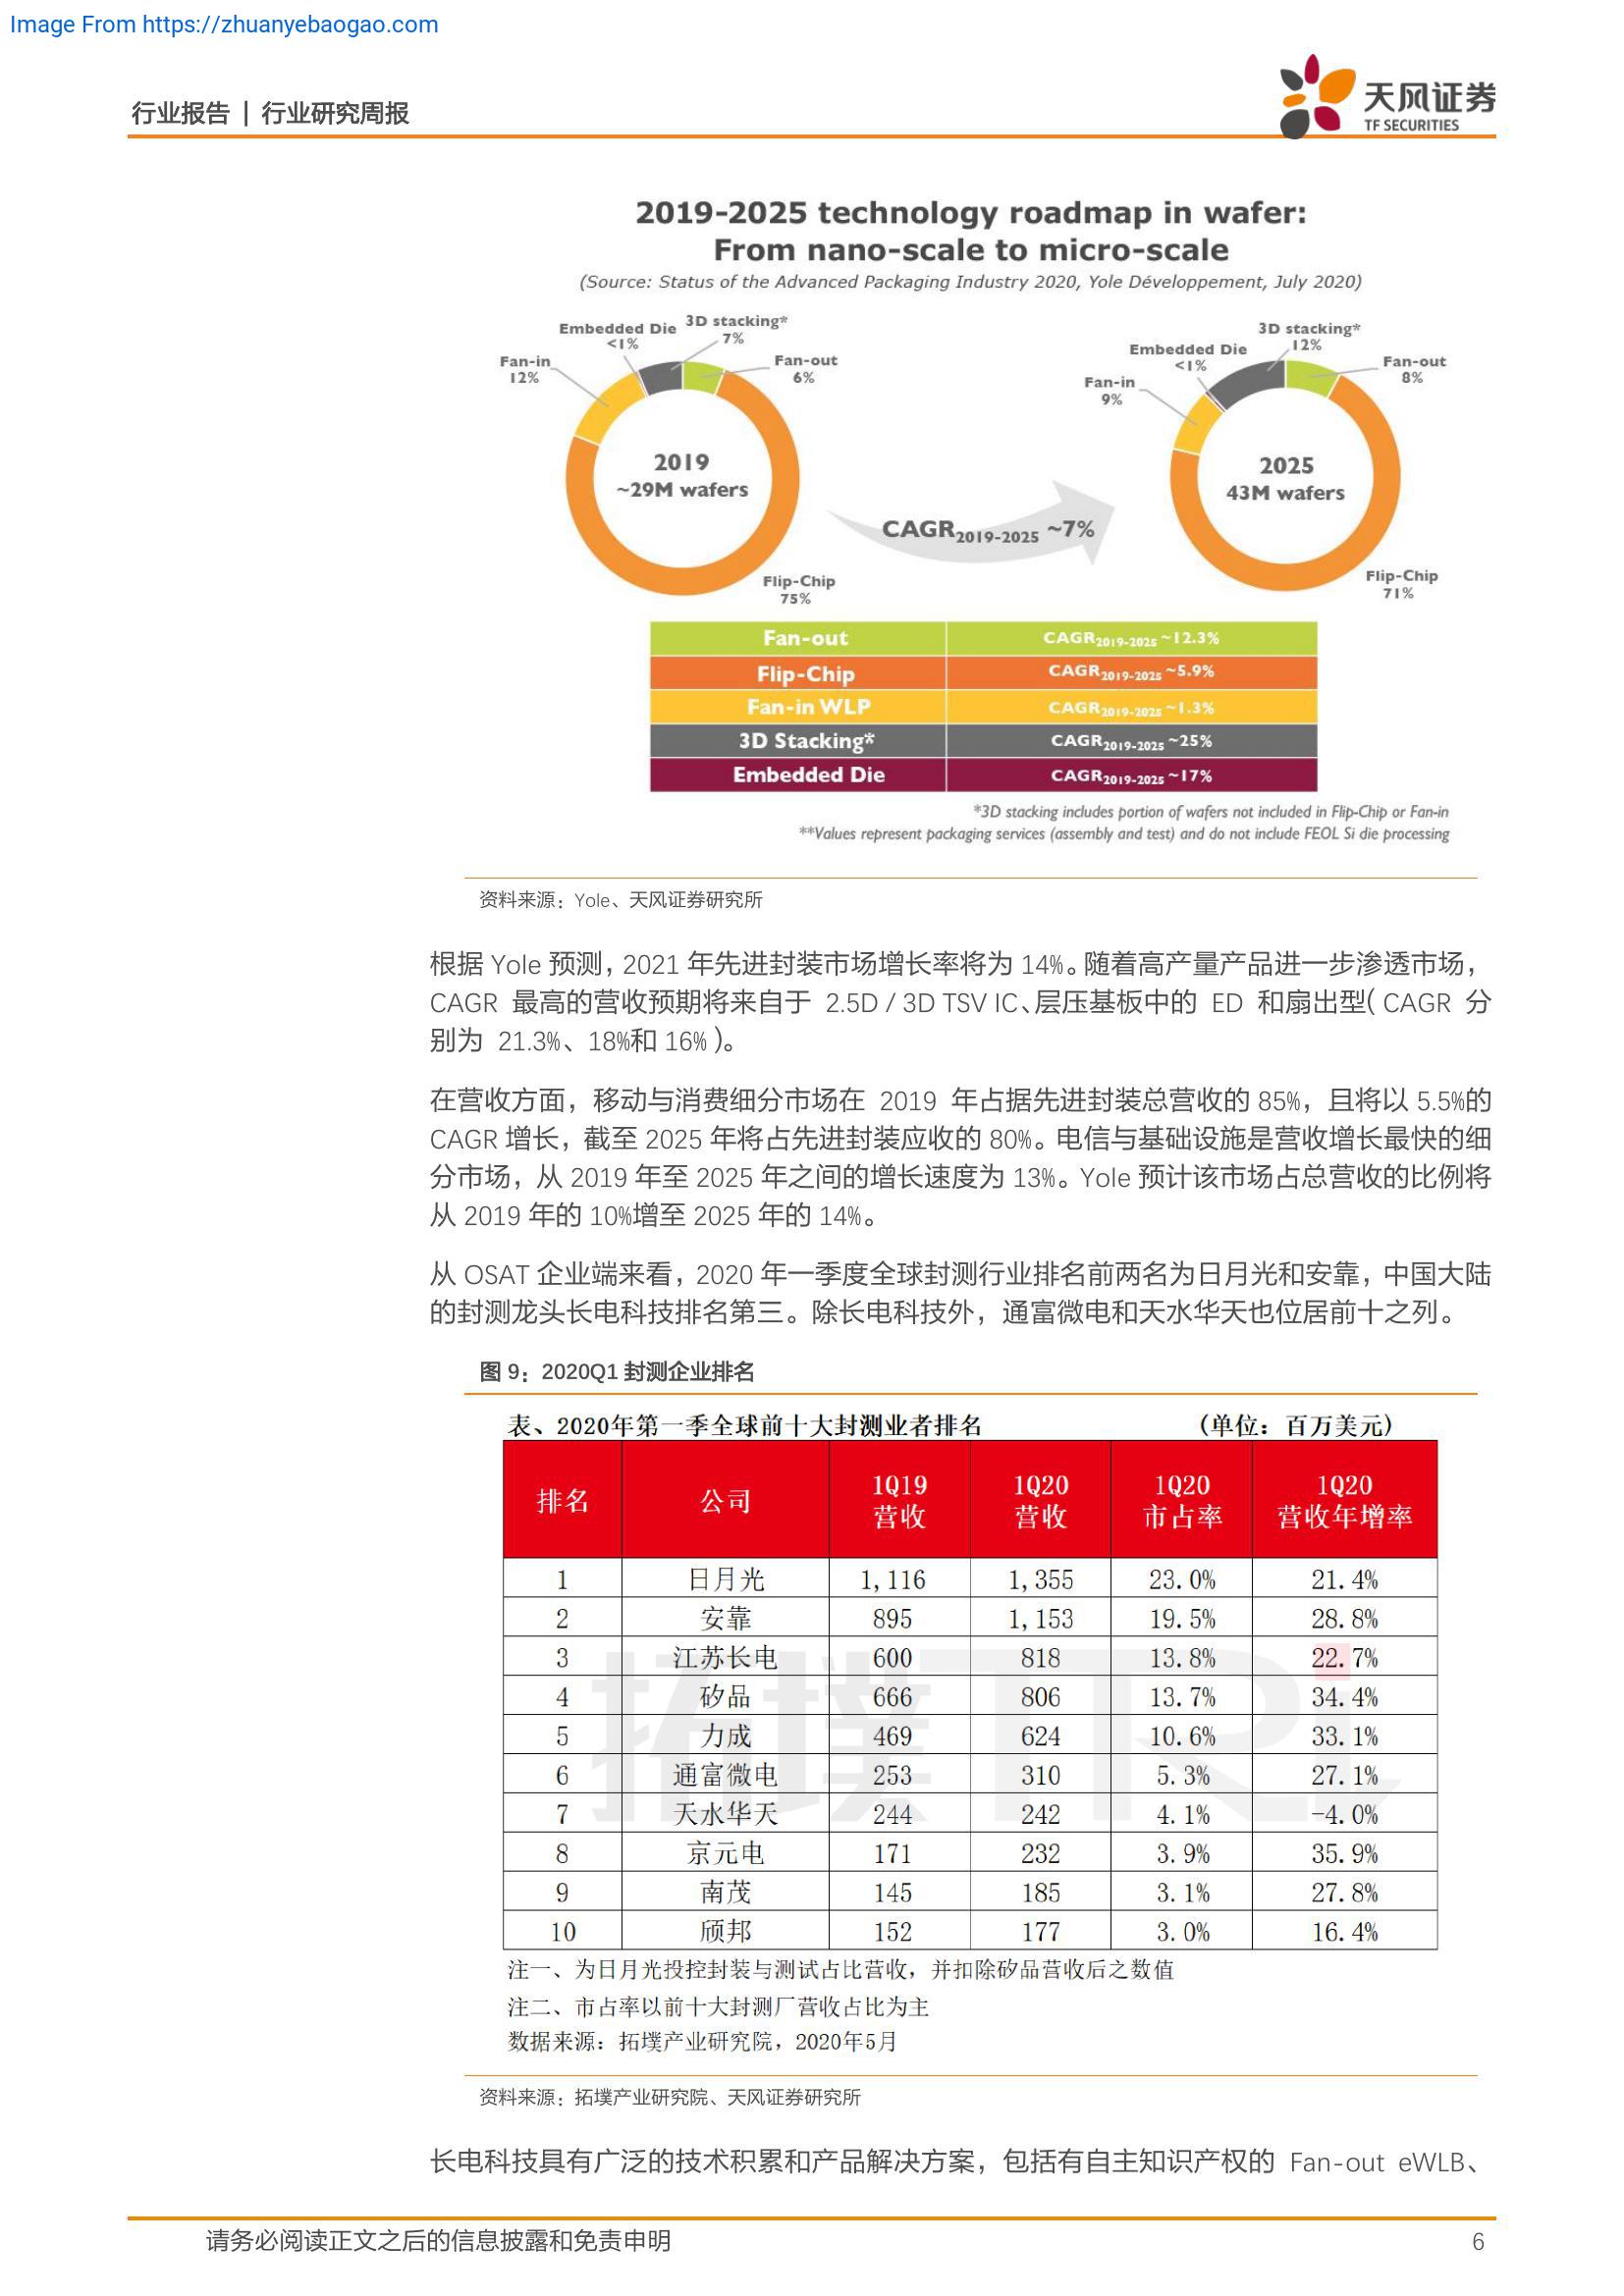 Image From https://zhuanyebaogao.com
行业报告 | 行业研究周报
天风证券
TF SECURITIES
2019-2025 technology roadmap in wafer:
From nano-scale to micro-scale
(Source: Status of the Advanced Packaging Industry 2020, Yole Développement, July 2020)
Embedded Die
<1%
3D stacking*
7%
Fan-in
12%
Fan-out
6%
2019
~29M wafers
Flip-Chip
75%
CAGR2019-2025 ~7%
3D stacking*
12%
Embedded Die
<1%
Fan-out
8%
Fan-in
9%
2025
43M wafers
Flip-Chip
71%
Fan-out CAGR2019-2025 ~12.3%
Flip-Chip CAGR2019-2025 ~5.9%
Fan-in WLP CAGR2019-2025 ~1.3%
3D Stacking* CAGR2019-2025 ~25%
Embedded Die CAGR2019-2025 ~17%
*3D stacking includes portion of wafers not included in Flip-Chip or Fan-in
**Values represent packaging services (assembly and test) and do not include FEOL Si die processing
资料来源：Yole、天风证券研究所
根据 Yole 预测，2021 年先进封装市场增长率将为 14%。随着高产量产品进一步渗透市场，
CAGR 最高的营收预期将来自于 2.5D / 3D TSV IC、层压基板中的 ED 和扇出型( CAGR 分
别为 21.3%、18%和 16% )。
在营收方面，移动与消费细分市场在 2019 年占据先进封装总营收的 85%，且将以 5.5%的
CAGR 增长，截至 2025 年将占先进封装应收的 80%。电信与基础设施是营收增长最快的细
分市场，从 2019 年至 2025 年之间的增长速度为 13%。Yole 预计该市场占总营收的比例将
从 2019 年的 10%增至 2025 年的 14%。
从 OSAT 企业端来看，2020 年一季度全球封测行业排名前两名为日月光和安靠，中国大陆
的封测龙头长电科技排名第三。除长电科技外，通富微电和天水华天也位居前十之列。
图 9：2020Q1 封测企业排名
表、2020年第一季全球前十大封测业者排名 （单位：百万美元）
排名 公司 1Q19营收 1Q20营收 1Q20市占率 1Q20营收年增率
1 日月光 1,116 1,355 23.0% 21.4%
2 安靠 895 1,153 19.5% 28.8%
3 江苏长电 600 818 13.8% 22.7%
4 矽品 666 806 13.7% 34.4%
5 力成 469 624 10.6% 33.1%
6 通富微电 253 310 5.3% 27.1%
7 天水华天 244 242 4.1% -4.0%
8 京元电 171 232 3.9% 35.9%
9 南茂 145 185 3.1% 27.8%
10 颀邦 152 177 3.0% 16.4%
拓墣TRi
注一、为日月光投控封装与测试占比营收，并扣除矽品营收后之数值
注二、市占率以前十大封测厂营收占比为主
数据来源：拓墣产业研究院，2020年5月
资料来源：拓墣产业研究院、天风证券研究所
长电科技具有广泛的技术积累和产品解决方案，包括有自主知识产权的 Fan-out eWLB、
请务必阅读正文之后的信息披露和免责申明
6